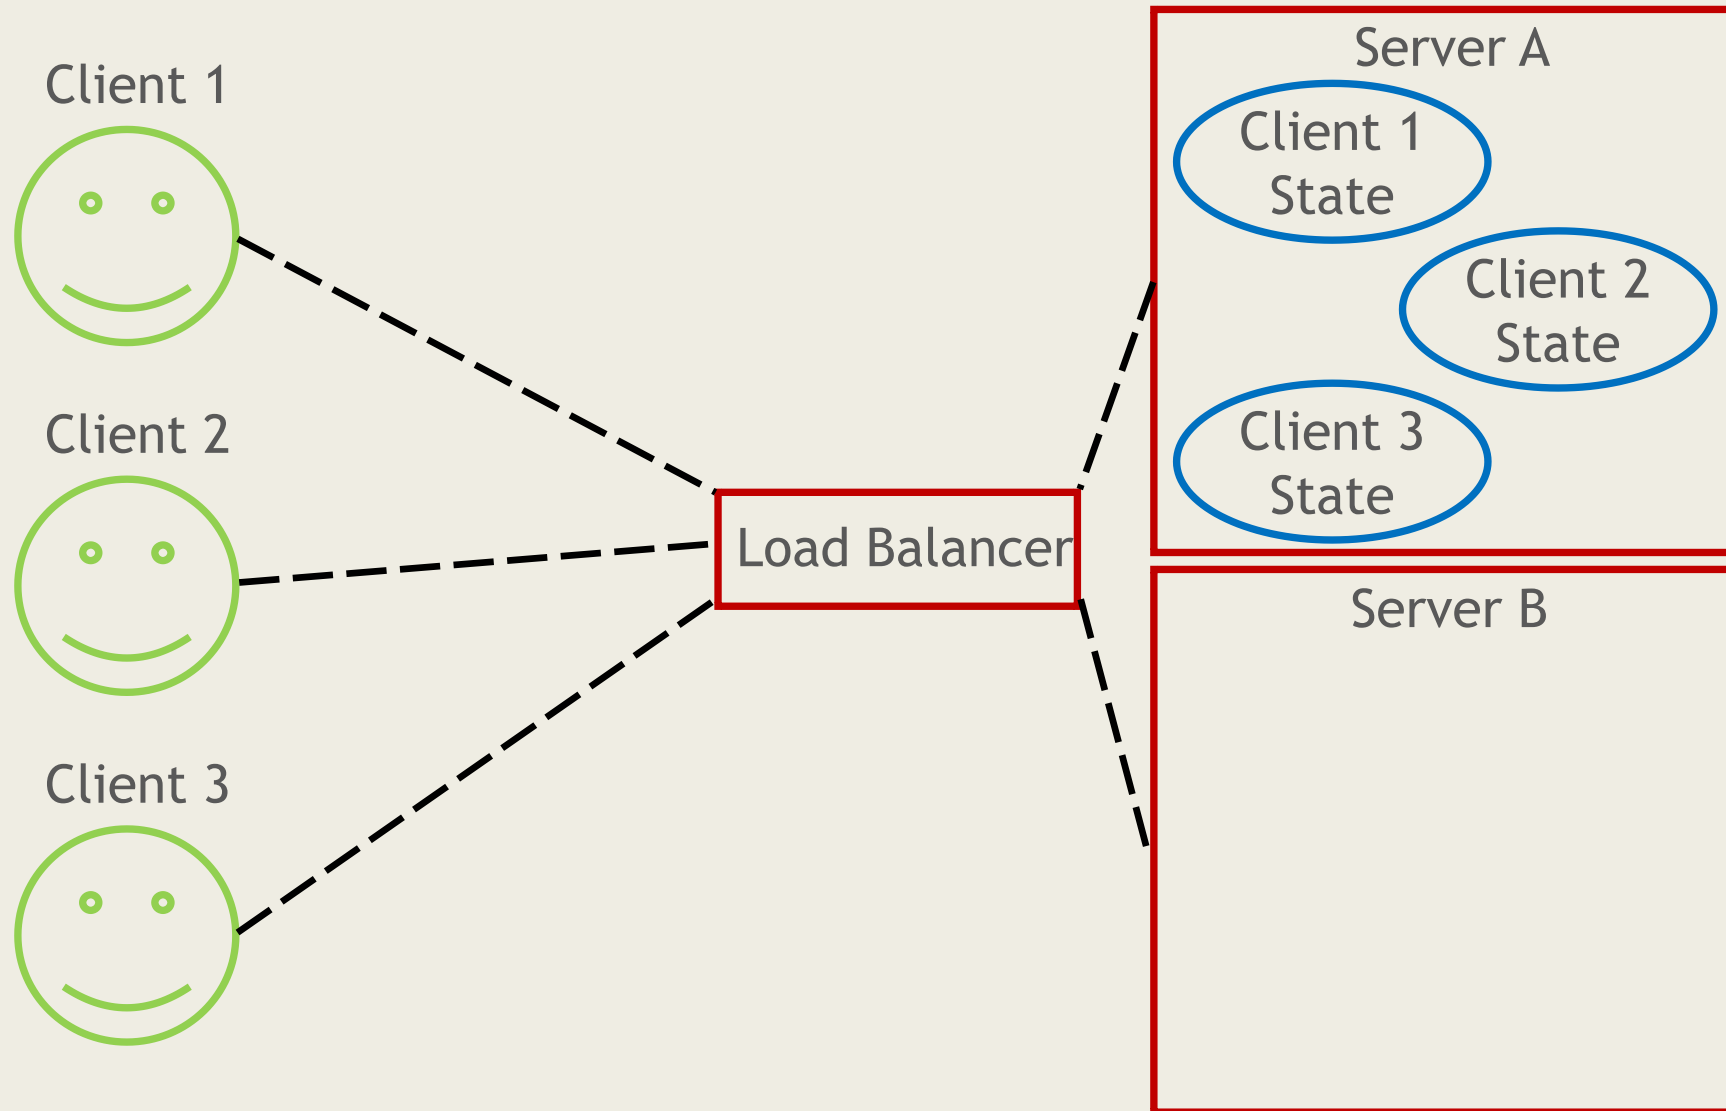 Client 1
Client 2
Client 3
Load Balancer
Server A
Client 1
State
Client 2
State
Client 3
State
Server B